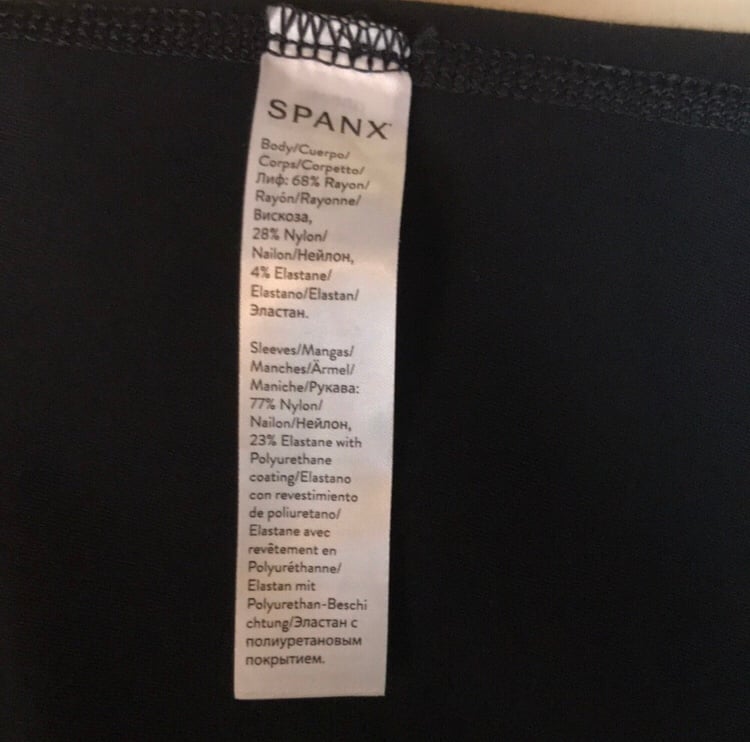 SPANX™
Body/Cuerpo/
Corps/Corpetto/
Лиф: 68% Rayon/
Rayón/Rayonne/
Вискоза,
28% Nylon/
Nailon/Нейлон,
4% Elastane/
Elastano/Elastan/
Эластан.
Sleeves/Mangas/
Manches/Ärmel/
Maniche/Рукава:
77% Nylon/
Nailon/Нейлон,
23% Elastane with
Polyurethane
coating/Elastano
con revestimiento
de poliuretano/
Elastane avec
revêtement en
Polyuréthanne/
Elastan mit
Polyurethan-Beschi
chtung/Эластан с
полиуретановым
покрытием.